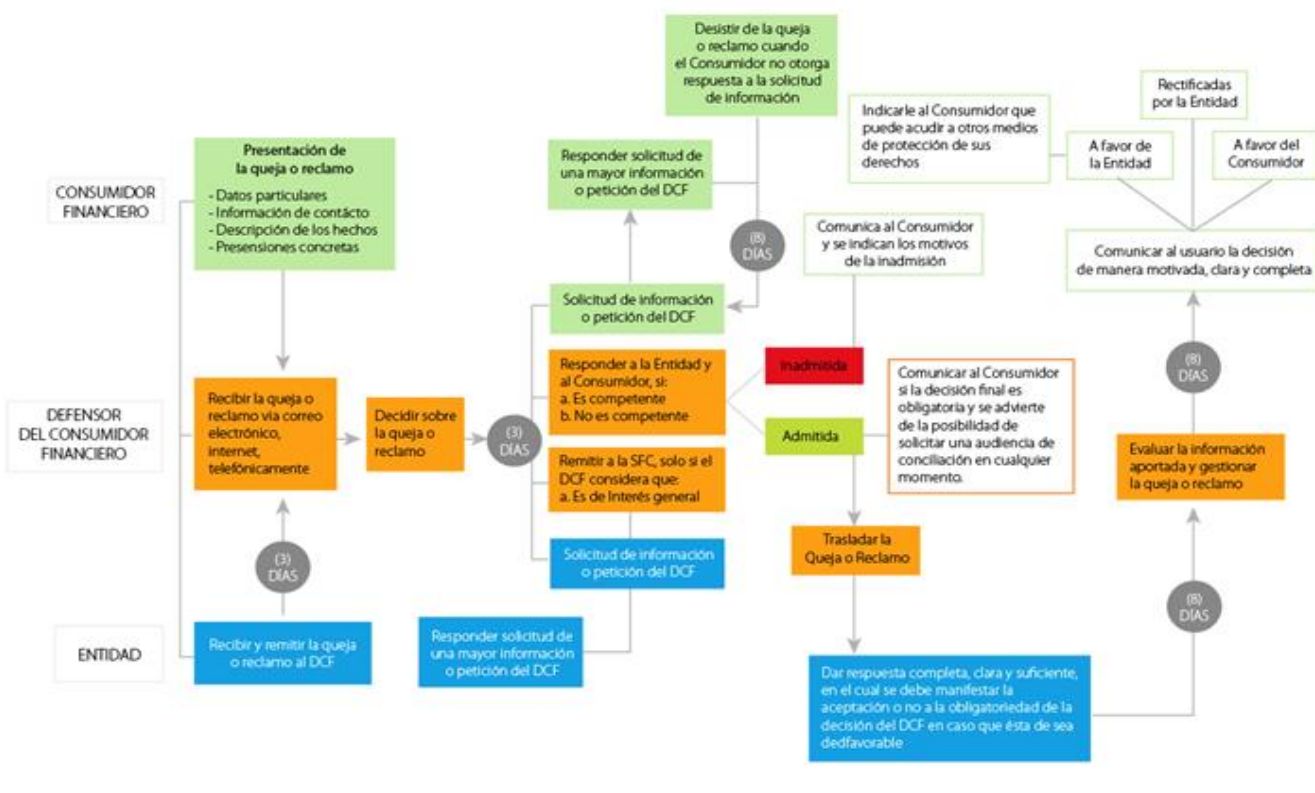 CONSUMIDOR
FINANCIERO
Presentación de
la queja o reclamo
- Datos particulares
- Información de contácto
- Descripción de los hechos
- Presensiones concretas
Desistir de la queja
o reclamo cuando
el Consumidor no otorga
respuesta a la solicitud
de información
Responder solicitud de
una mayor información
o petición del DCF
(8)
DÍAS
Solicitud de información
o petición del DCF
Indicarle al Consumidor que
puede acudir a otros medios
de protección de sus
derechos
A favor de
la Entidad
Rectificadas
por la Entidad
A favor del
Consumidor
Comunica al Consumidor
y se indican los motivos
de la inadmisión
Comunicar al usuario la decisión
de manera motivada, clara y completa
DEFENSOR
DEL CONSUMIDOR
FINANCIERO
Recibir la queja o
reclamo via correo
electrónico,
internet,
telefónicamente
Decidir sobre
la queja o
reclamo
(3)
DÍAS
Responder a la Entidad y
al Consumidor, si:
a. Es competente
b. No es competente
Remitir a la SFC, solo si el
DCF considera que:
a. Es de Interés general
Inadmitida
Admitida
Comunicar al Consumidor
si la decisión final es
obligatoria y se advierte
de la posibilidad de
solicitar una audiencia de
conciliación en cualquier
momento.
(8)
DÍAS
Evaluar la información
aportada y gestionar
la queja o reclamo
Solicitud de información
o petición del DCF
Trasladar la
Queja o Reclamo
(3)
DÍAS
(8)
DÍAS
ENTIDAD
Recibir y remitir la queja
o reclamo al DCF
Responder solicitud de
una mayor información
o petición del DCF
Dar respuesta completa, clara y suficiente,
en el cual se debe manifestar la
aceptación o no a la obligatoriedad de la
decisión del DCF en caso que ésta de sea
dedfavorable